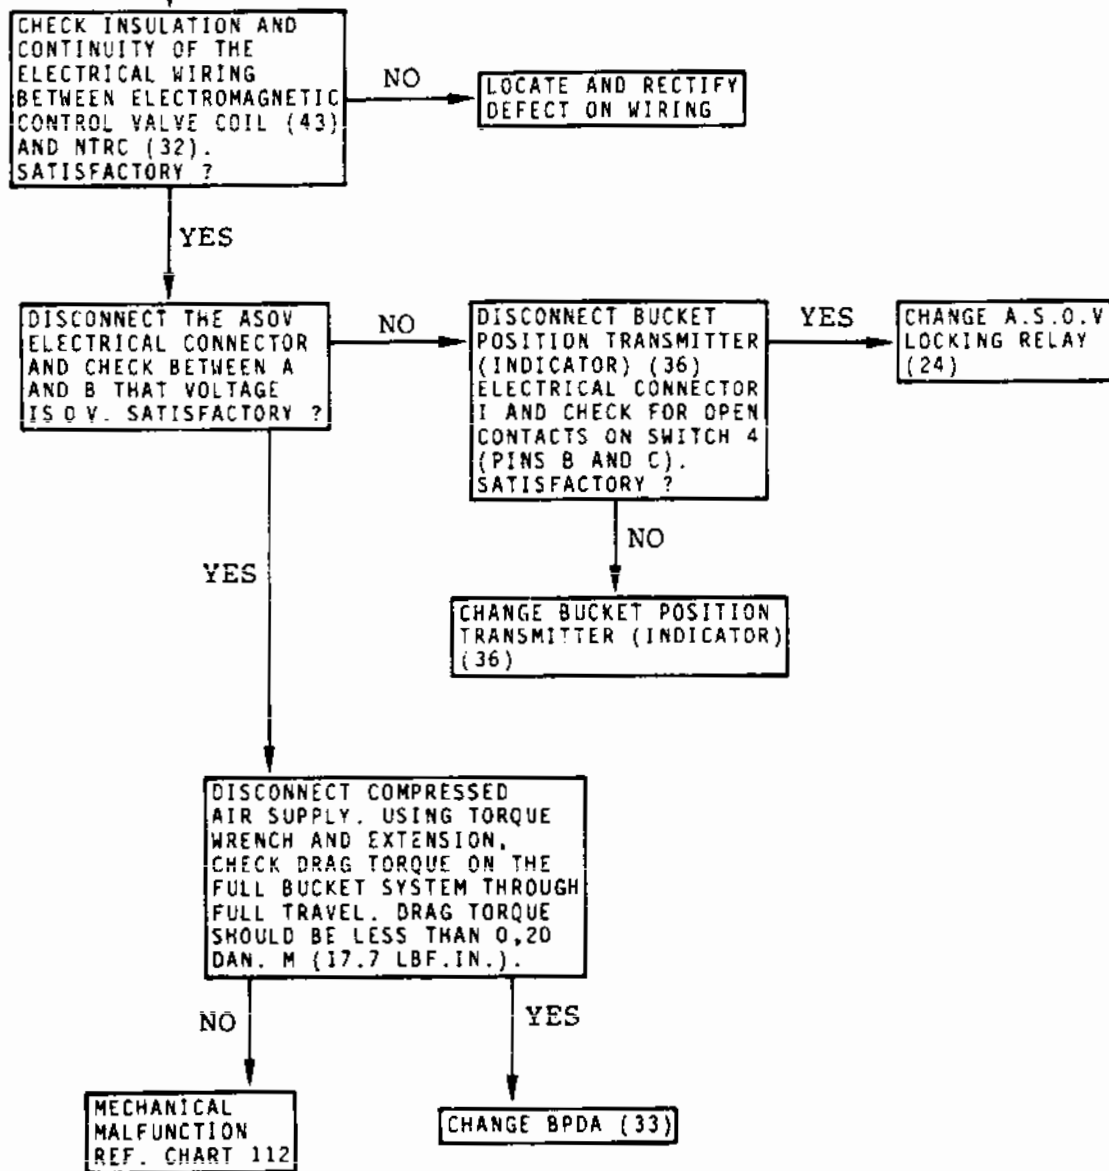 CHECK INSULATION AND
CONTINUITY OF THE
ELECTRICAL WIRING
BETWEEN ELECTROMAGNETIC
CONTROL VALVE COIL (43)
AND NTRC (32).
SATISFACTORY ?
NO
LOCATE AND RECTIFY
DEFECT ON WIRING
YES
DISCONNECT THE ASOV
ELECTRICAL CONNECTOR
AND CHECK BETWEEN A
AND B THAT VOLTAGE
IS 0 V. SATISFACTORY ?
NO
DISCONNECT BUCKET
POSITION TRANSMITTER
(INDICATOR) (36)
ELECTRICAL CONNECTOR
I AND CHECK FOR OPEN
CONTACTS ON SWITCH 4
(PINS B AND C).
SATISFACTORY ?
YES
CHANGE A.S.O.V
LOCKING RELAY
(24)
NO
CHANGE BUCKET POSITION
TRANSMITTER (INDICATOR)
(36)
YES
DISCONNECT COMPRESSED
AIR SUPPLY. USING TORQUE
WRENCH AND EXTENSION,
CHECK DRAG TORQUE ON THE
FULL BUCKET SYSTEM THROUGH
FULL TRAVEL. DRAG TORQUE
SHOULD BE LESS THAN 0,20
DAN. M (17.7 LBF.IN.).
NO
YES
MECHANICAL
MALFUNCTION
REF. CHART 112
CHANGE BPDA (33)